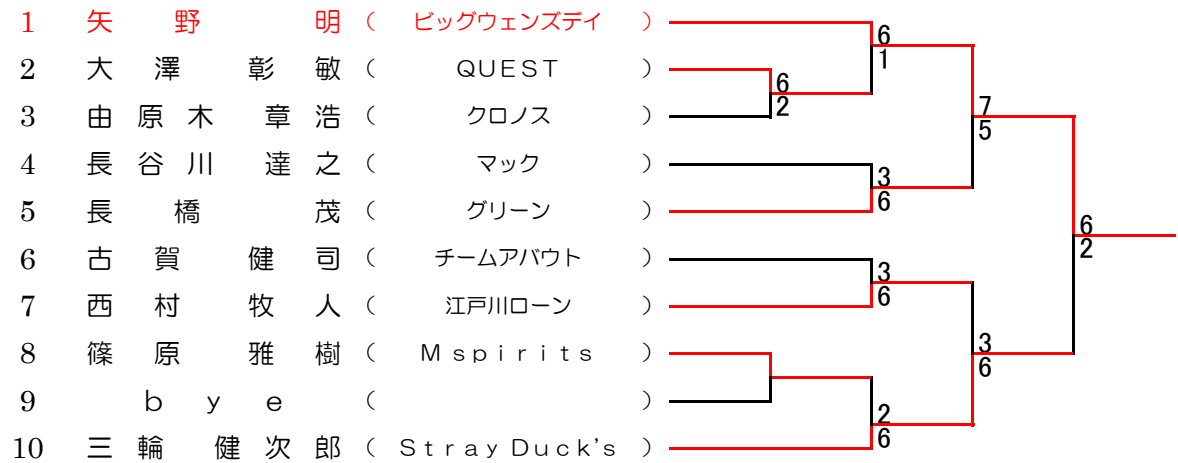 1 矢野 明 ( ビッグウェンズデイ )
6
1
2 大澤 彰敏 ( QUEST )
6
2
3 由原木 章浩 ( クロノス )
7
5
4 長谷川 達之 ( マック )
3
6
5 長橋 茂 ( グリーン )
6
2
6 古賀 健司 ( チームアバウト )
3
6
7 西村 牧人 ( 江戸川ローン )
8 篠原 雅樹 ( Mspirits )
3
6
9 bye ( )
2
6
10 三輪 健次郎 ( Stray Duck's )